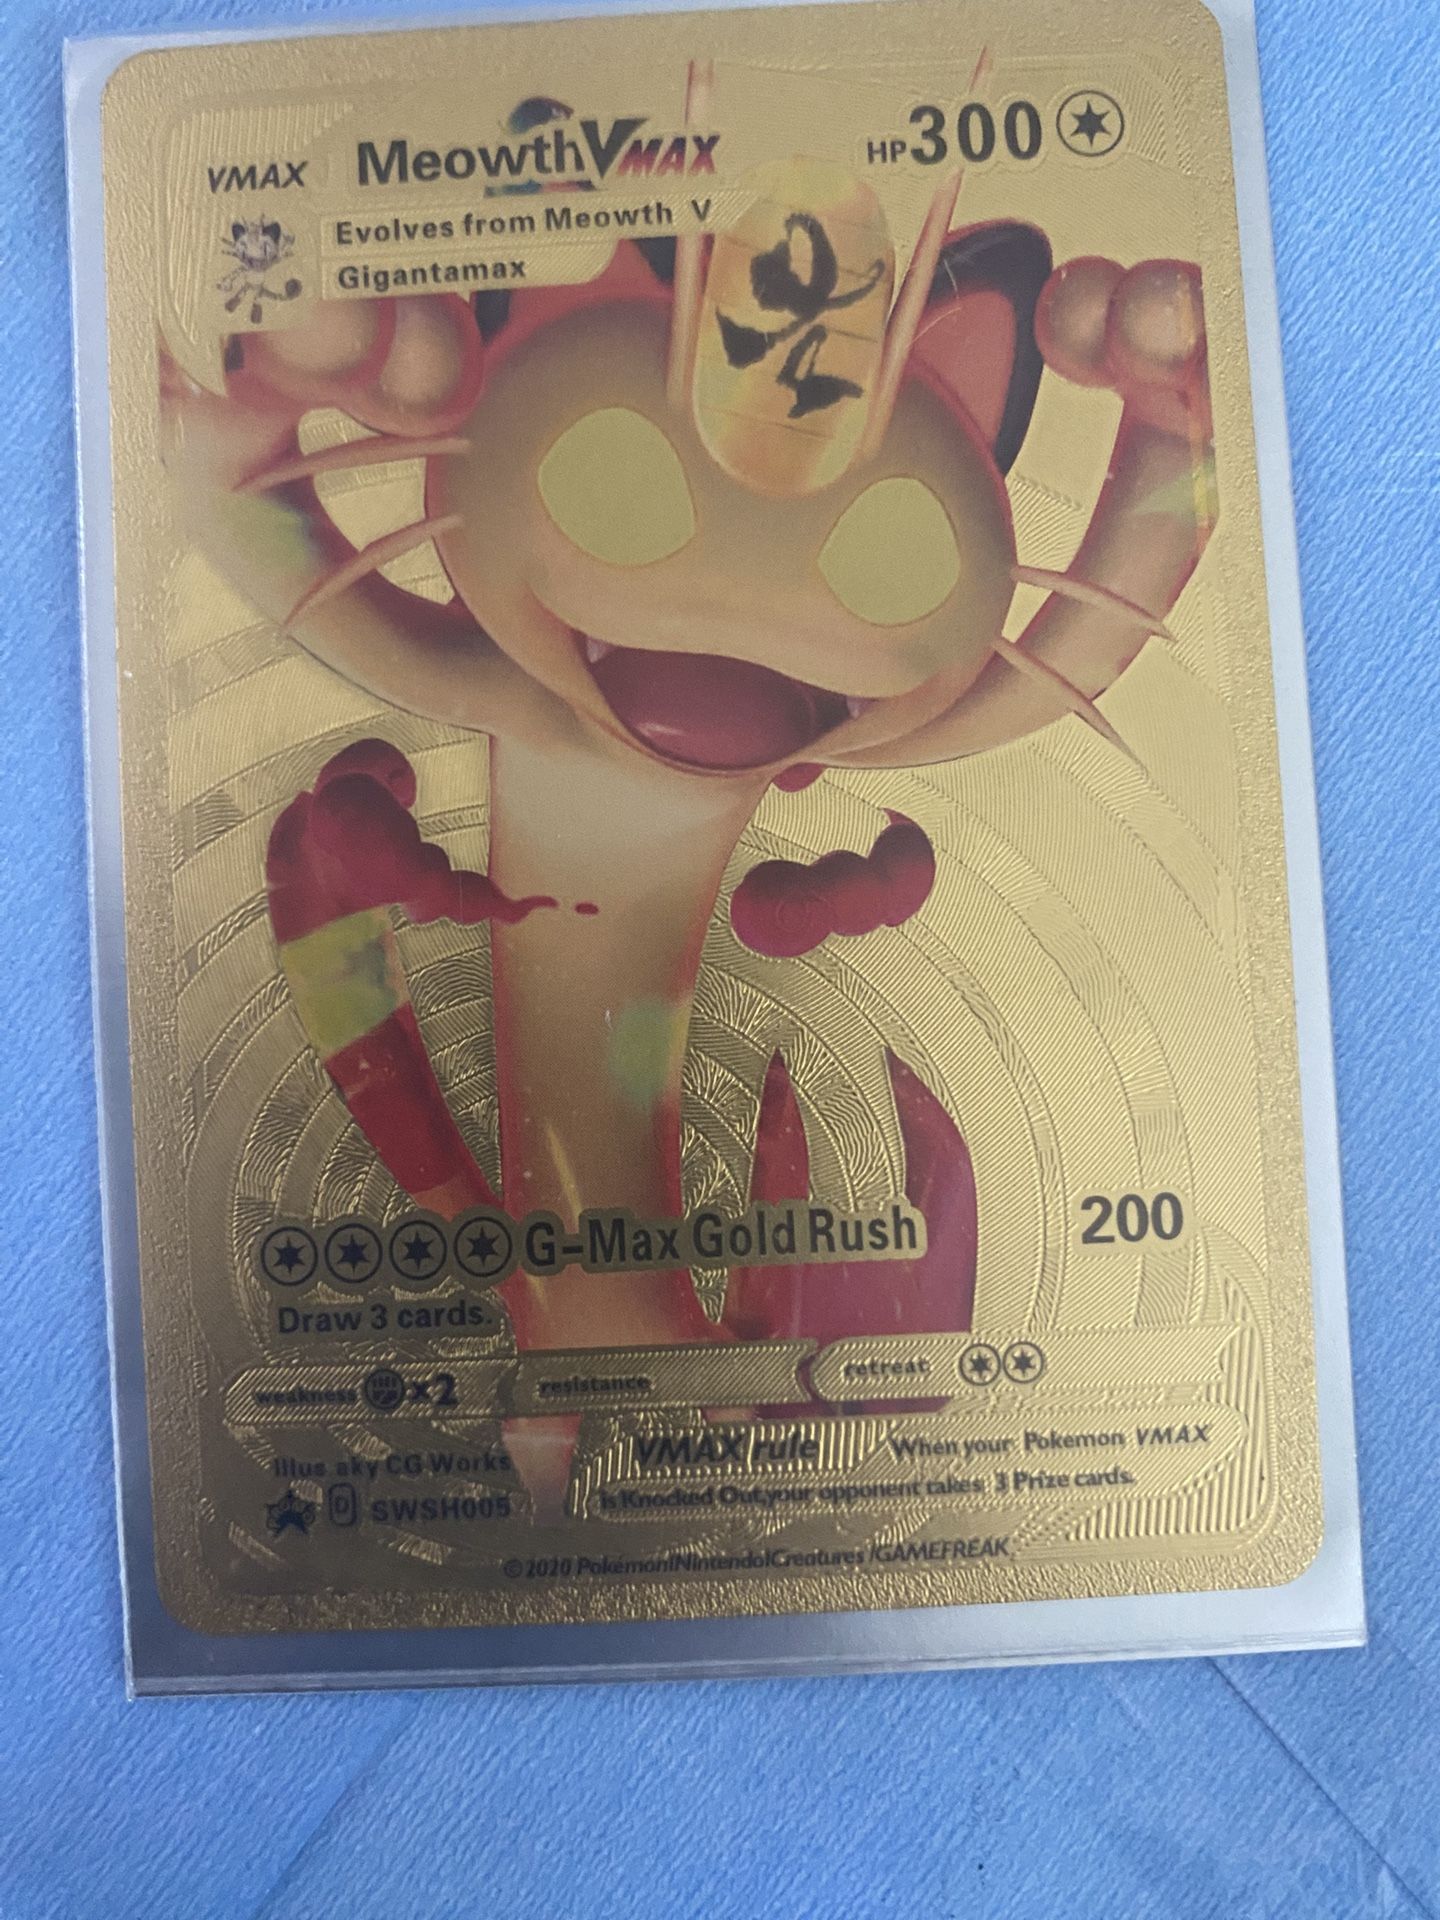 VMAX MeowthVMAX HP300
Evolves from Meowth V
Gigantamax
G-Max Gold Rush 200
Draw 3 cards.
weakness x2 resistance retreat
Illus aky CG Works
VMAX rule When your Pokemon VMAX
is Knocked Out,your opponent takes 3 Prize cards.
D SWSH005
©2020 Pokémon/Nintendo/Creatures /GAMEFREAK